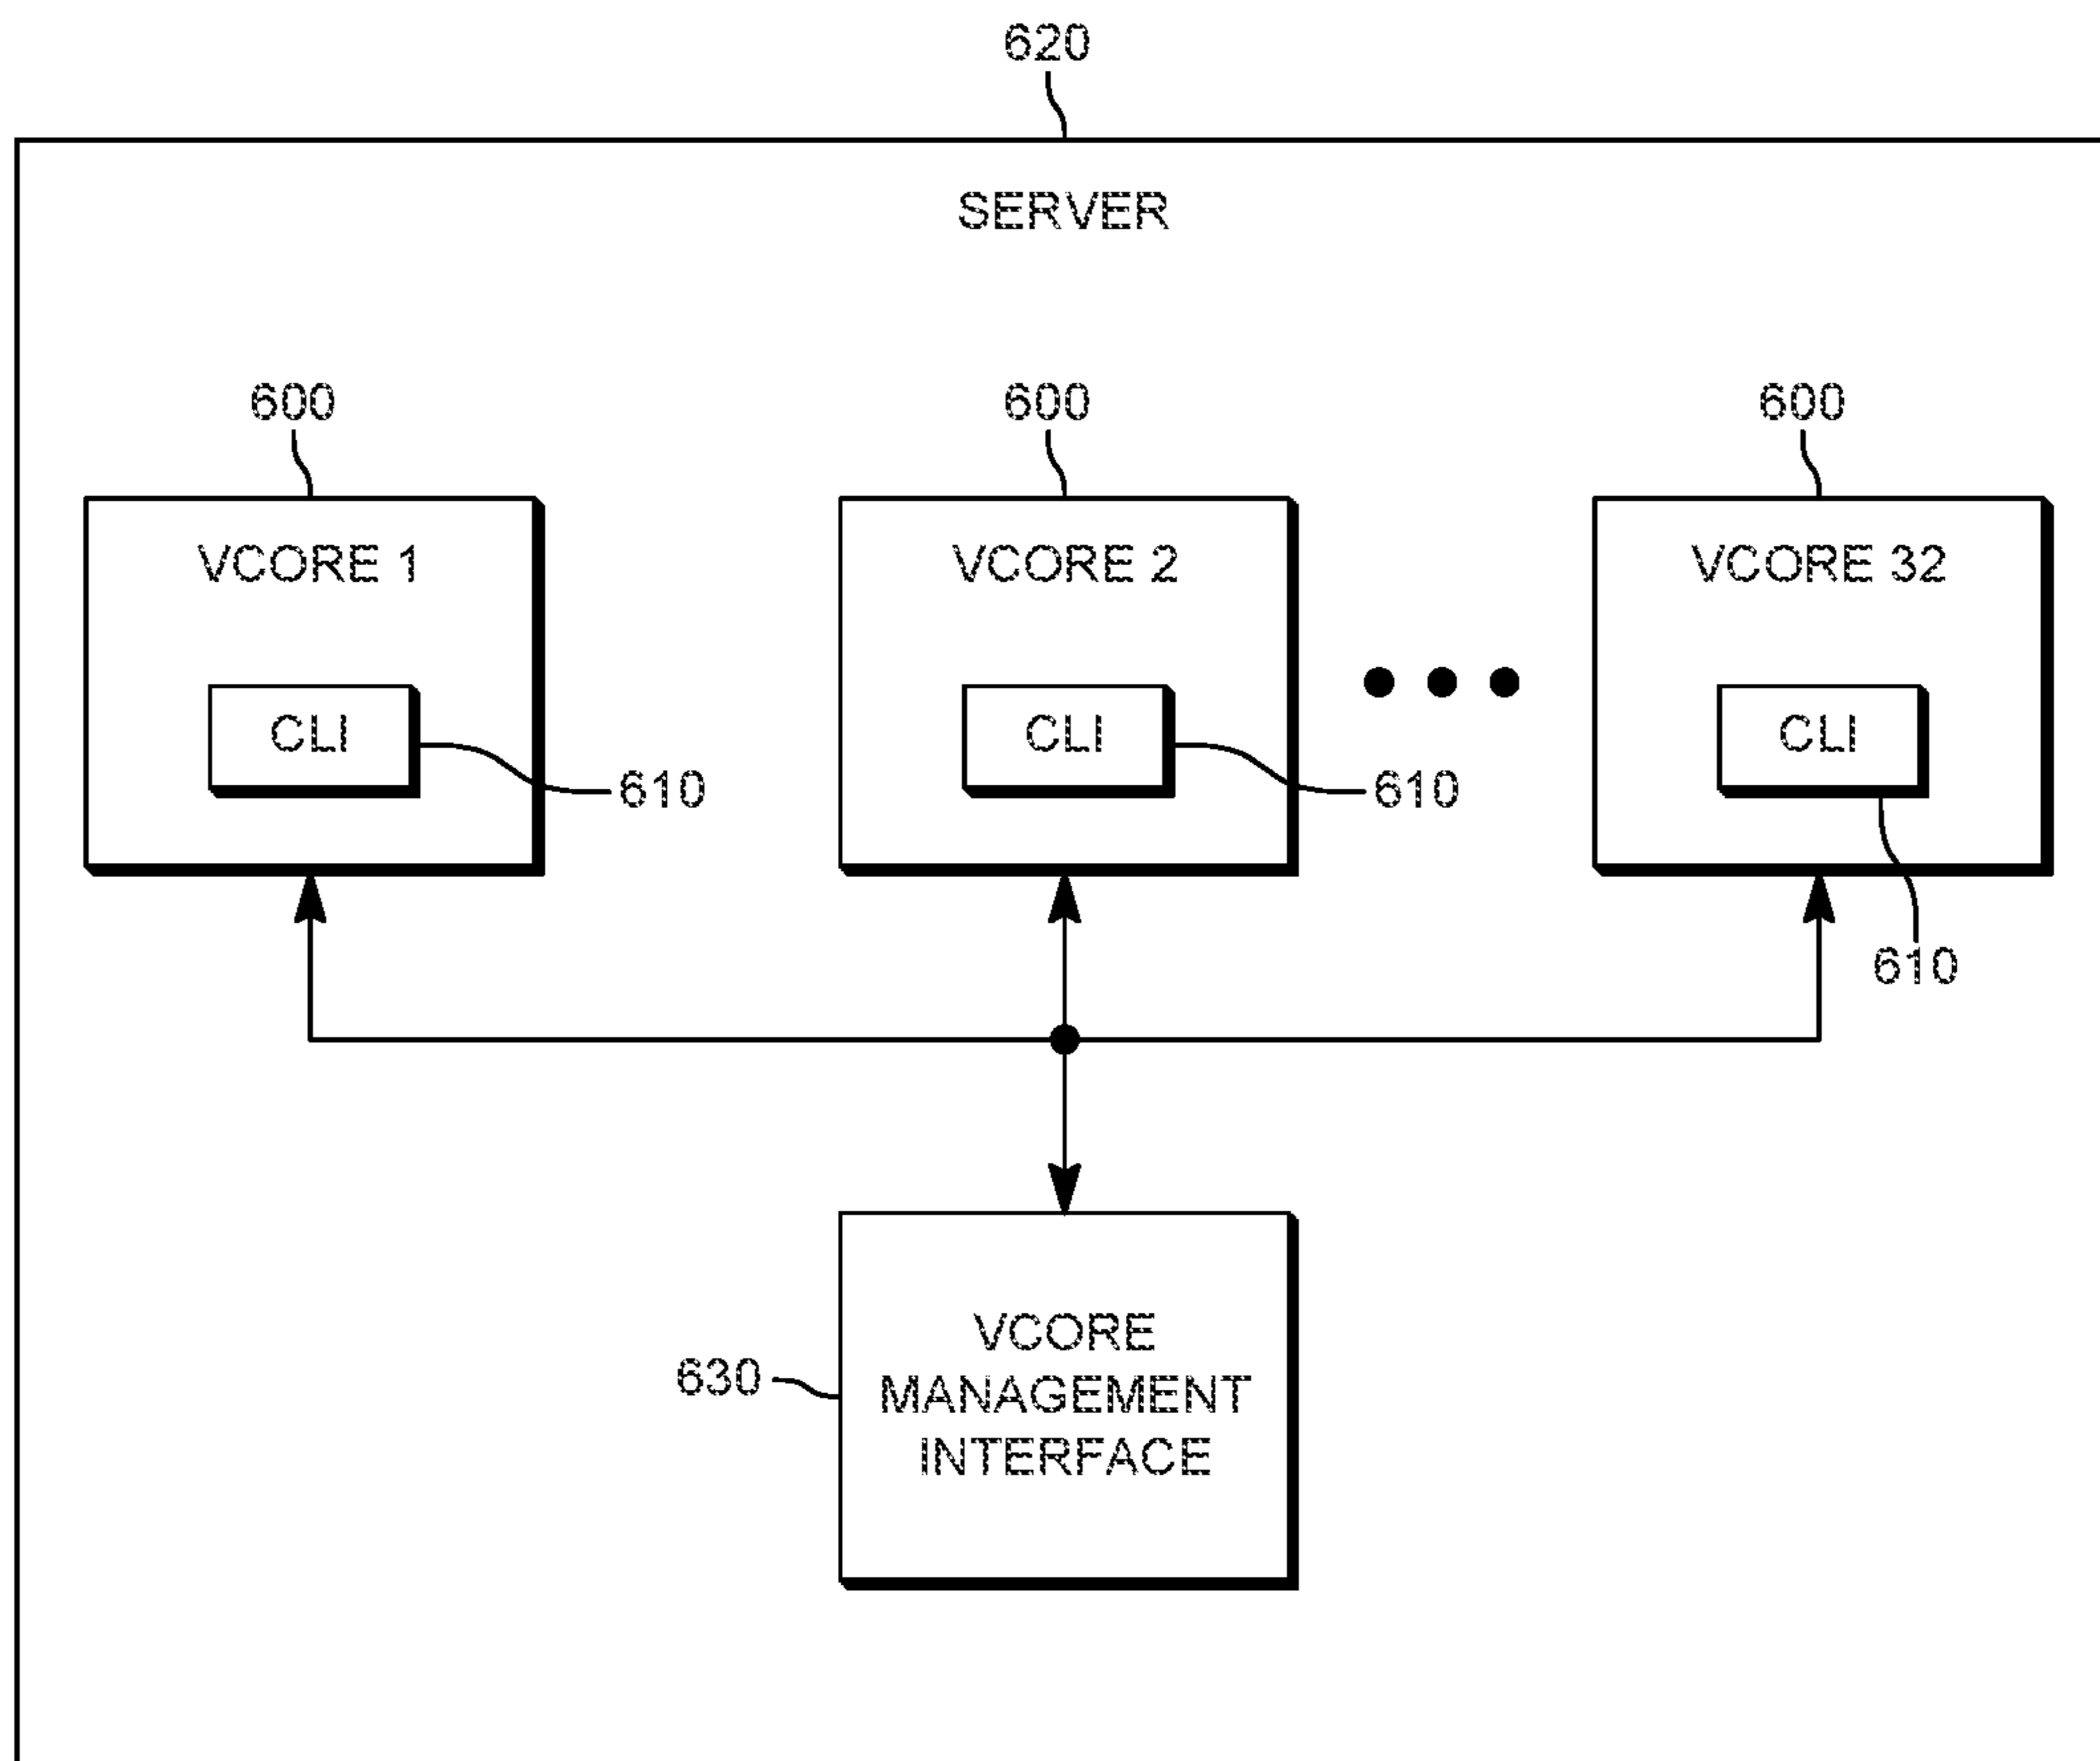 620
SERVER
600
600
600
VCORE 1
VCORE 2
VCORE 32
CLI
CLI
CLI
610
610
610
630
VCORE
MANAGEMENT
INTERFACE